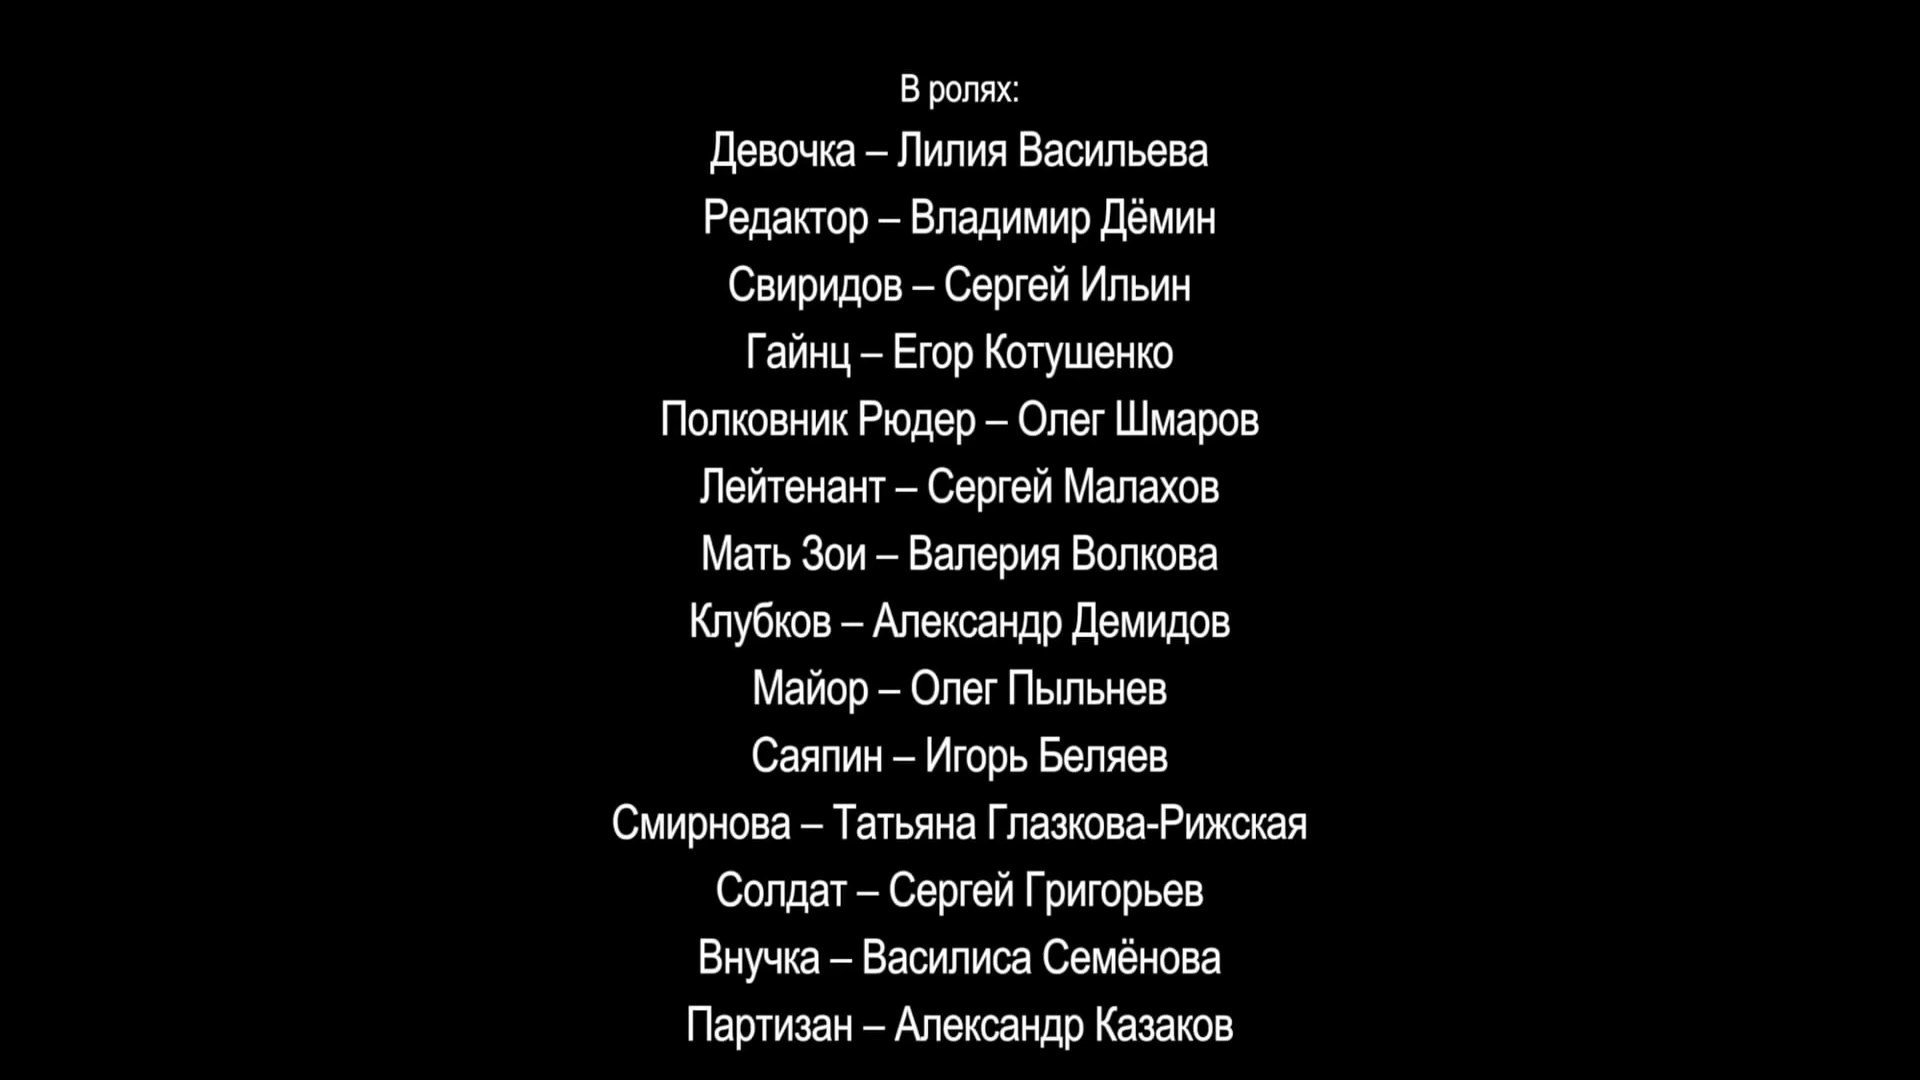 В ролях:
Девочка – Лилия Васильева
Редактор – Владимир Дёмин
Свиридов – Сергей Ильин
Гайнц – Егор Котушенко
Полковник Рюдер – Олег Шмаров
Лейтенант – Сергей Малахов
Мать Зои – Валерия Волкова
Клубков – Александр Демидов
Майор – Олег Пыльнев
Саяпин – Игорь Беляев
Смирнова – Татьяна Глазкова-Рижская
Солдат – Сергей Григорьев
Внучка – Василиса Семёнова
Партизан – Александр Казаков